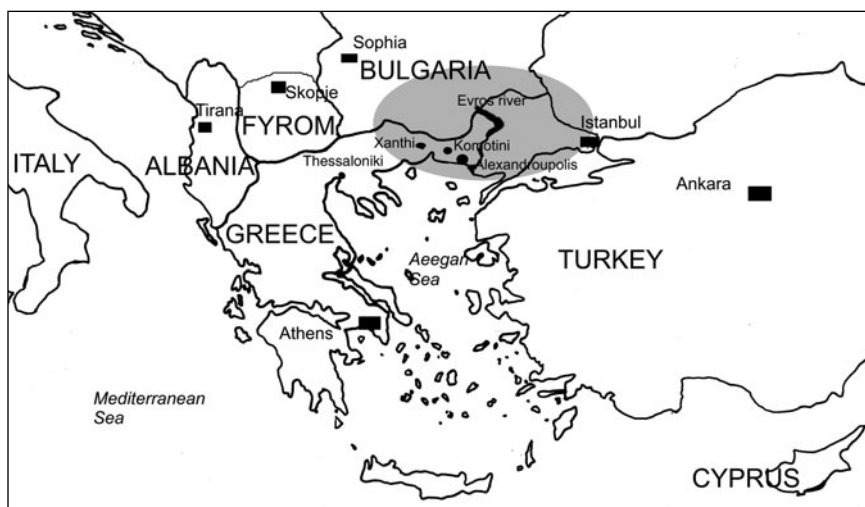 Sophia
BULGARIA
Skopje
FYROM
Tirana
ALBANIA
ITALY
Evros river
Istanbul
Xanthi
Komotini
Alexandroupolis
Thessaloniki
Ankara
GREECE
Aeegan
Sea
TURKEY
Athens
Mediterranean
Sea
CYPRUS